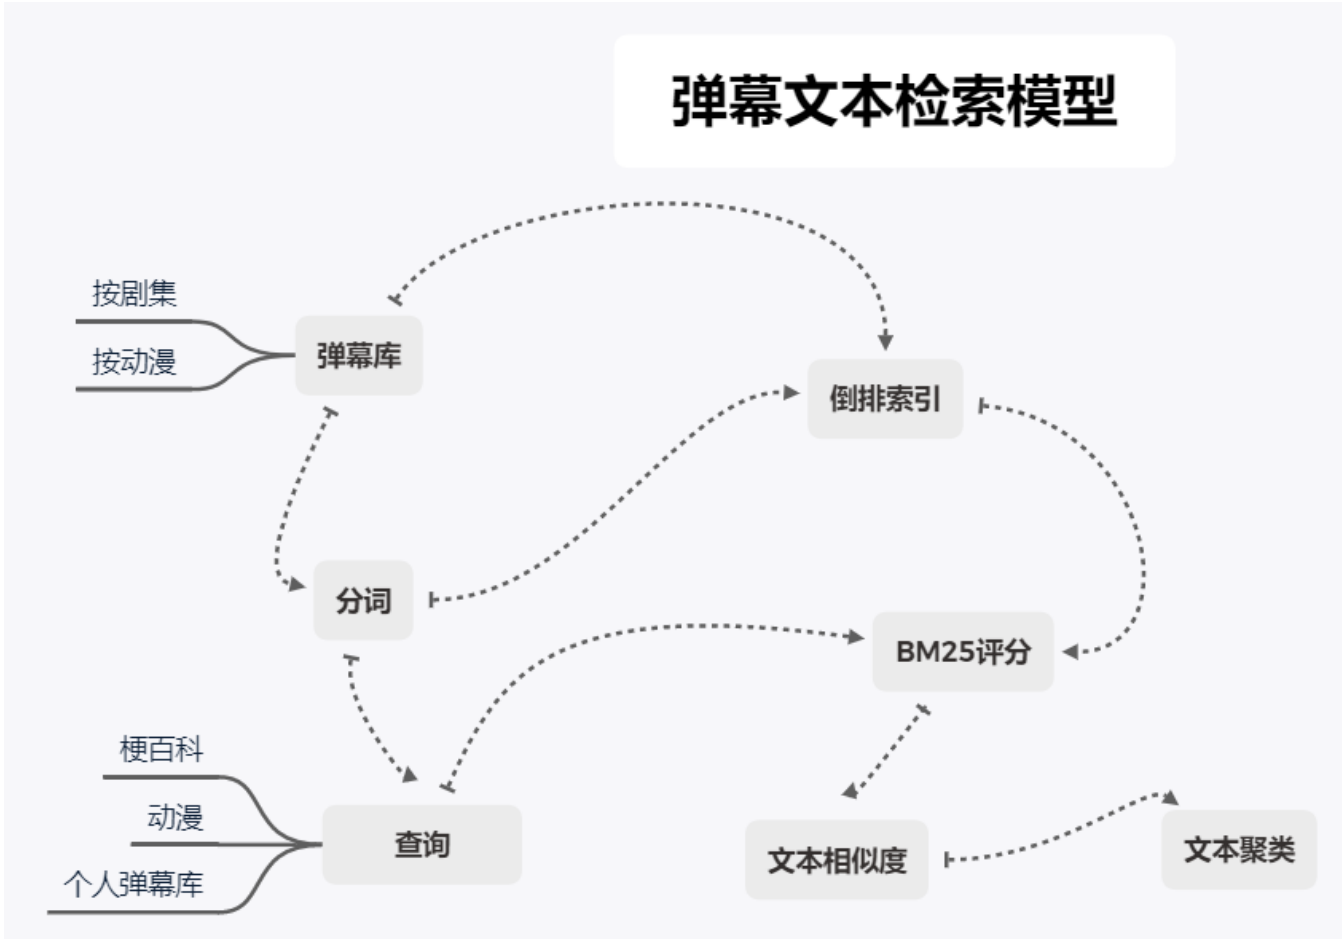 弹幕文本检索模型
按剧集
按动漫
弹幕库
倒排索引
分词
BM25评分
梗百科
动漫
个人弹幕库
查询
文本相似度
文本聚类